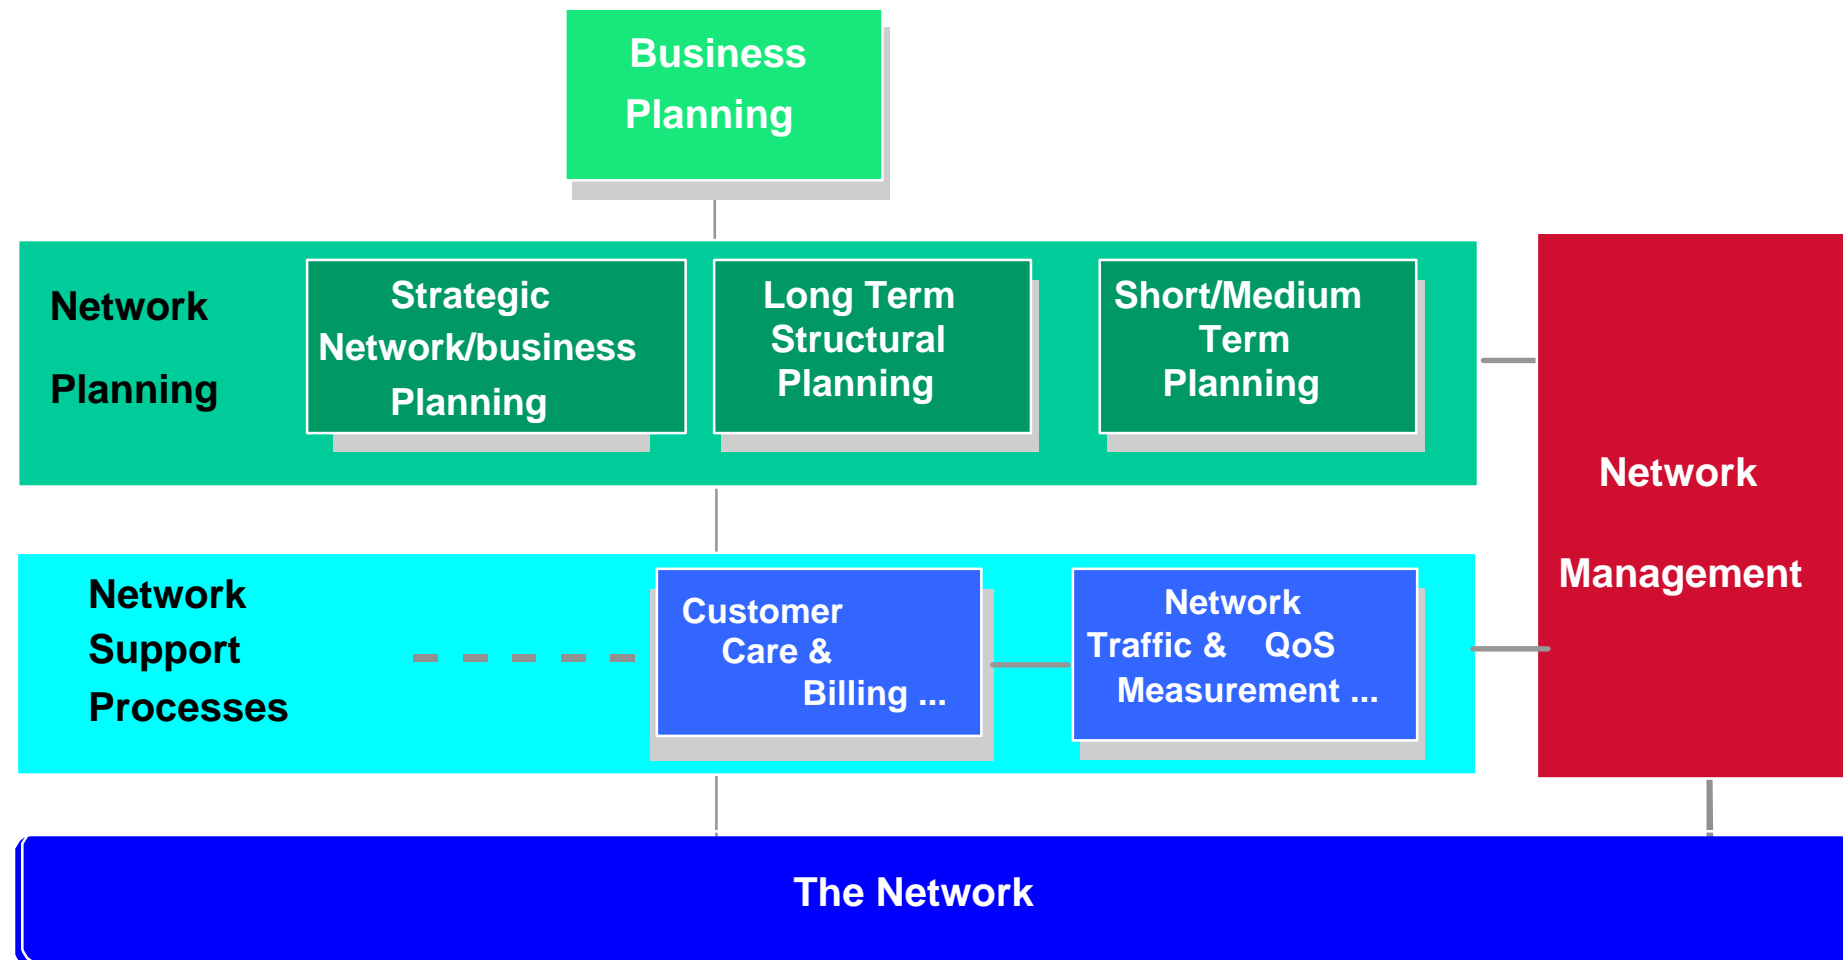 Business
Planning
Network
Planning
Strategic
Network/business
Planning
Long Term
Structural
Planning
Short/Medium
Term
Planning
Network
Management
Network
Support
Processes
Customer
Care &
Billing ...
Network
Traffic & QoS
Measurement ...
The Network